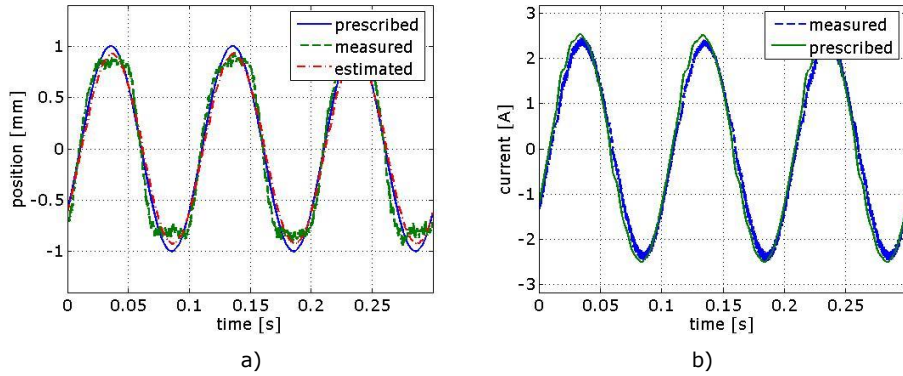 prescribed
measured
estimated
1
0.5
0
-0.5
-1
position [mm]
0 0.05 0.1 0.15 0.2 0.25
time [s]
a)
measured
prescribed
3
2
1
0
-1
-2
-3
current [A]
0 0.05 0.1 0.15 0.2 0.25
time [s]
b)